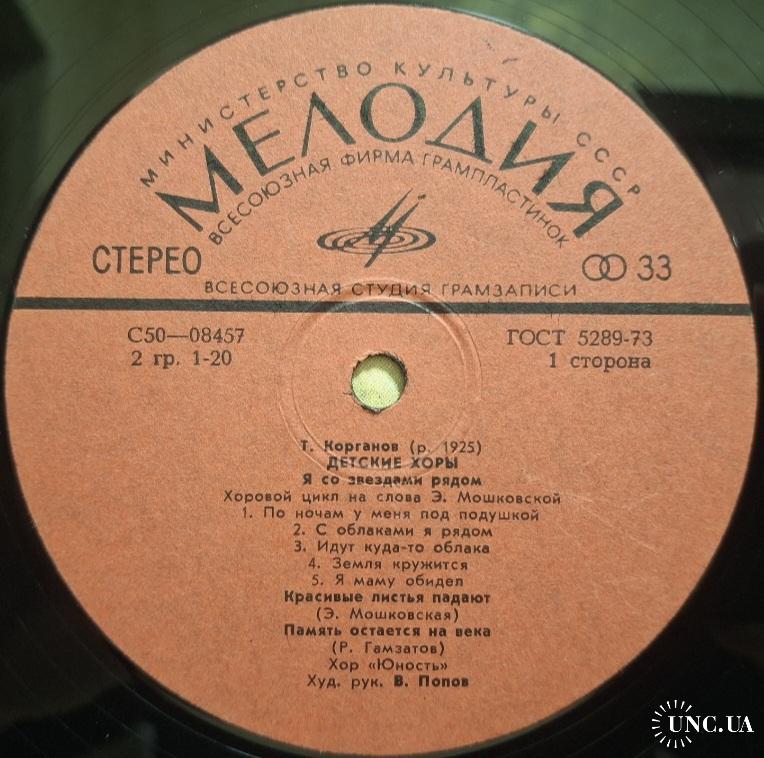 МИНИСТЕРСТВО КУЛЬТУРЫ СССР
МЕЛОДИЯ
ВСЕСОЮЗНАЯ ФИРМА ГРАМПЛАСТИНОК
СТЕРЕО
33
ВСЕСОЮЗНАЯ СТУДИЯ ГРАМЗАПИСИ
С50—08457
ГОСТ 5289-73
2 гр. 1-20
1 сторона
Т. Корганов (р. 1925)
ДЕТСКИЕ ХОРЫ
Я со звездами рядом
Хоровой цикл на слова Э. Мошковской
1. По ночам у меня под подушкой
2. С облаками я рядом
3. Идут куда-то облака
4. Земля кружится
5. Я маму обидел
Красивые листья падают
(Э. Мошковская)
Память остается на века
(Р. Гамзатов)
Хор «Юность»
Худ. рук. В. Попов
UNC.UA